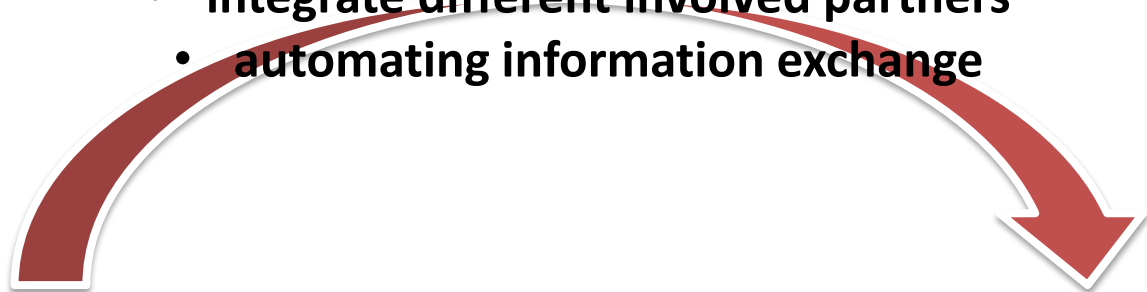 • integrate different involved partners
• automating information exchange